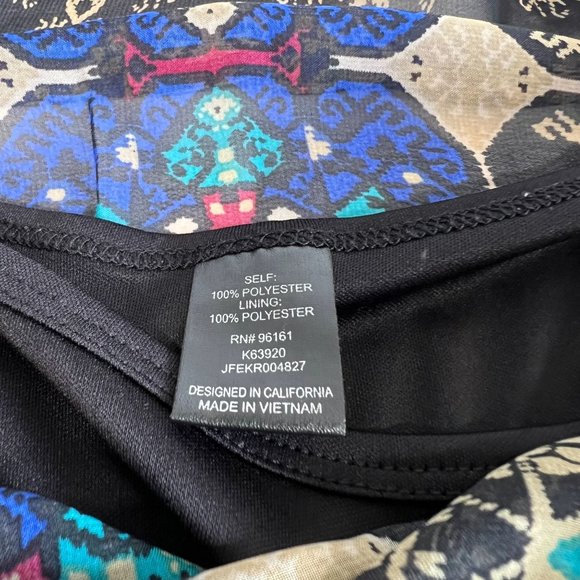 SELF:
100% POLYESTER
LINING:
100% POLYESTER
RN# 96161
K63920
JFEKR004827
DESIGNED IN CALIFORNIA
MADE IN VIETNAM